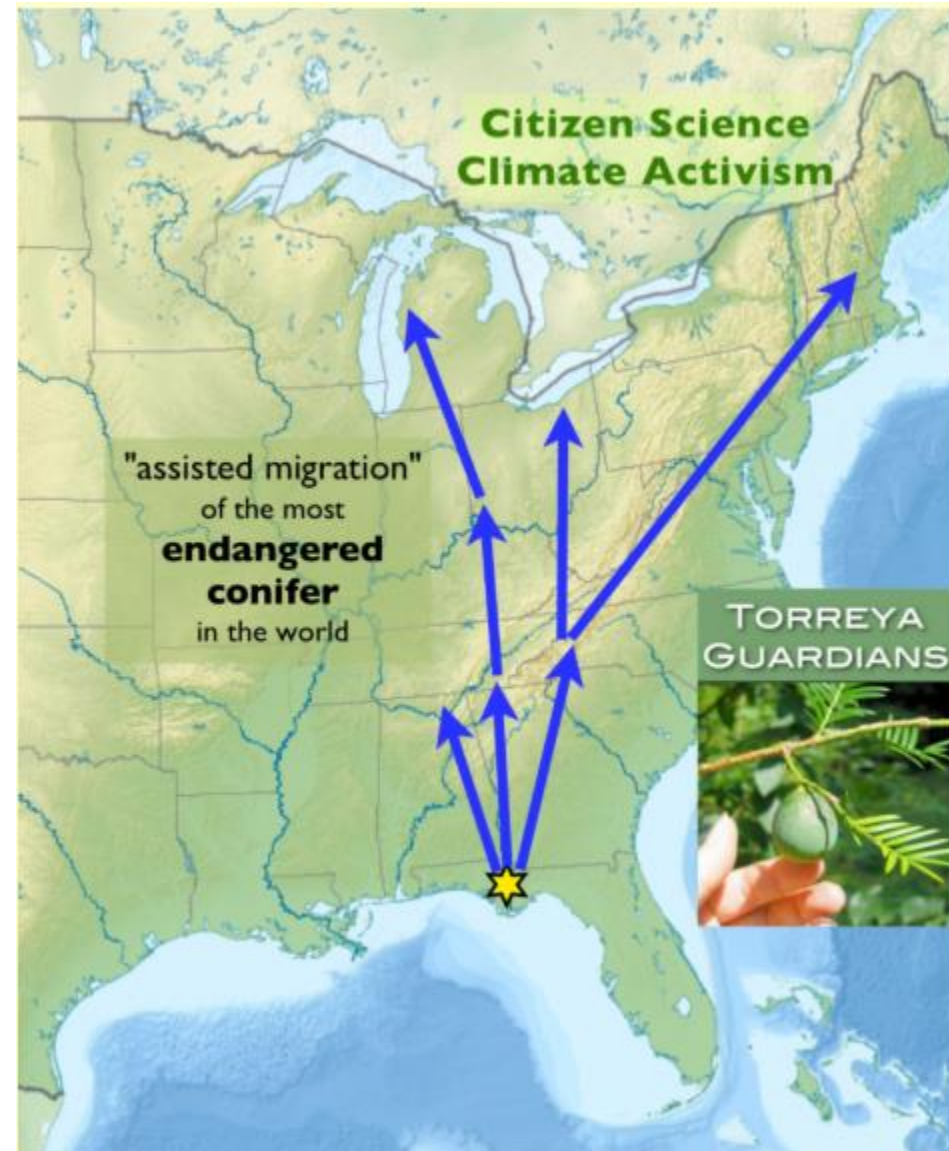 Citizen Science
Climate Activism
"assisted migration"
of the most
endangered
conifer
in the world
TORREYA
GUARDIANS